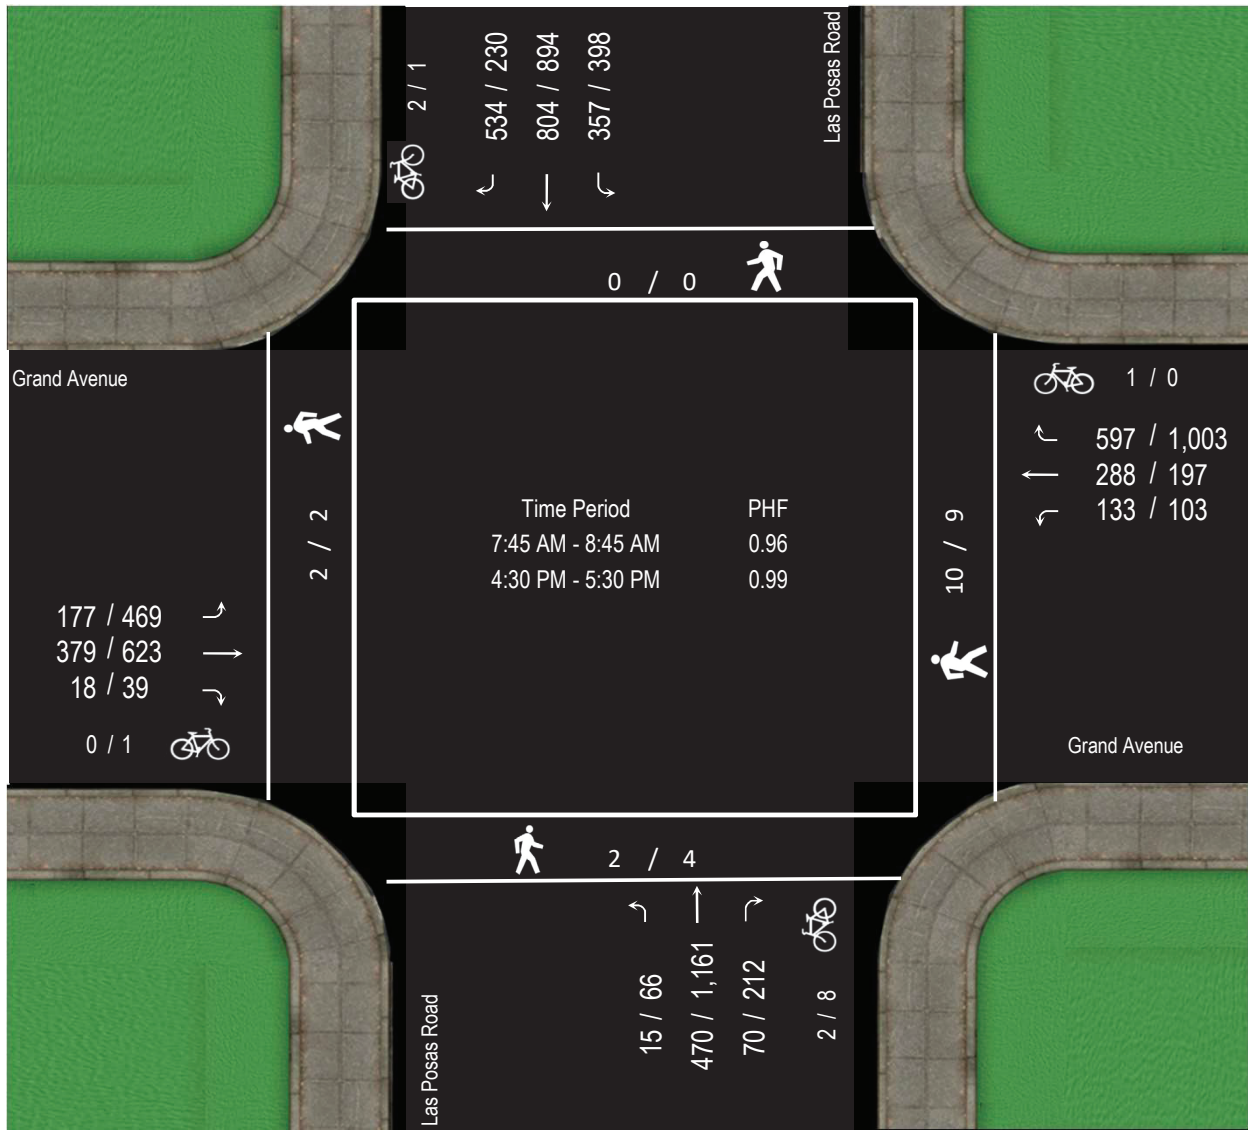 2 / 1
534 / 230
804 / 894
357 / 398
Las Posas Road
0 / 0
Grand Avenue
1 / 0
597 / 1,003
288 / 197
133 / 103
2 / 2
Time Period PHF
7:45 AM - 8:45 AM 0.96
4:30 PM - 5:30 PM 0.99
10 / 9
177 / 469
379 / 623
18 / 39
0 / 1
Grand Avenue
2 / 4
Las Posas Road
15 / 66
470 / 1,161
70 / 212
2 / 8